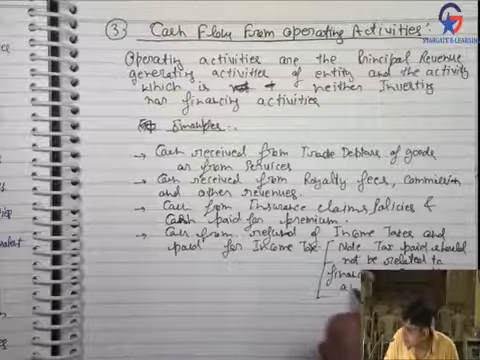 STARGATE E-LEARNIN
③ Cash Flow From Operating Activities:
Operating activities are the Principal Revenue
generating activities of entity and the activity
which is neither Investing
nor financing activities
Examples:
→ Cash received from Trade Debtors of goods
or from services
→ Cash received from Royalty fees, commission
and other revenues.
→ Cash from Insurance claims Policies &
Cash paid for premium.
→ Cash from refund of Income Taxes and
paid for Income Tax
Note Tax paid should
not be related to